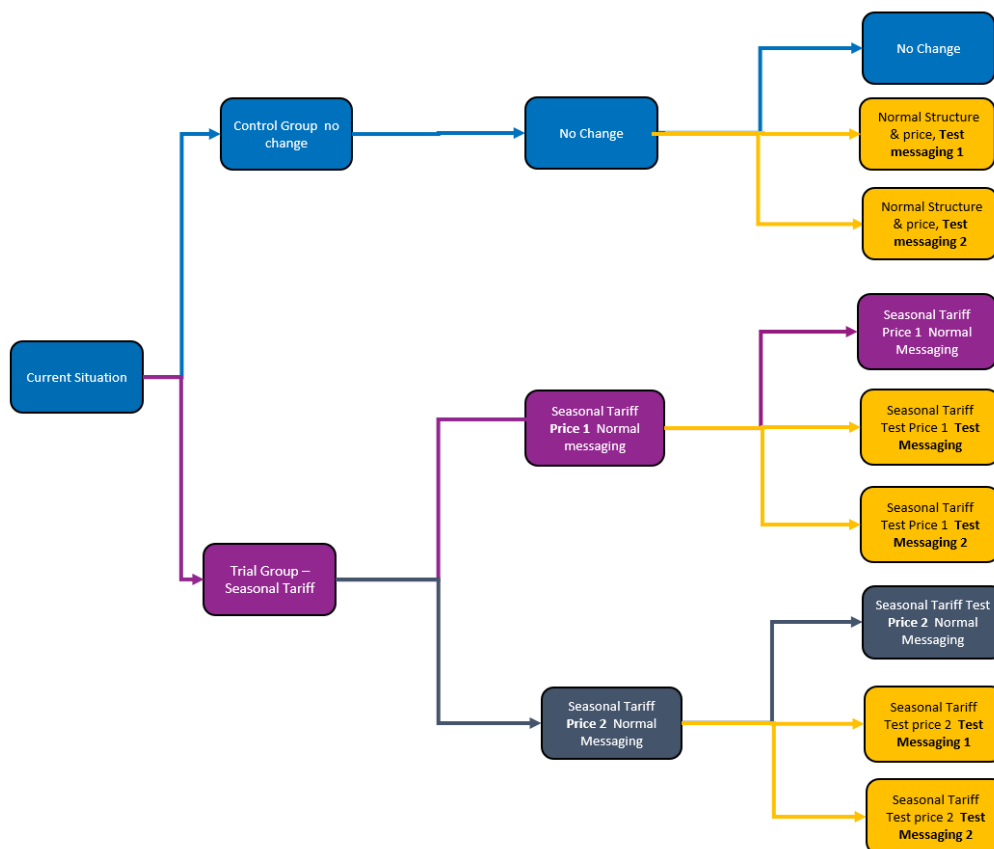 No Change
Control Group  no
change
No Change
Normal Structure
& price, Test
messaging 1
Normal Structure
& price, Test
messaging 2
Seasonal Tariff
Price 1  Normal
Messaging
Current Situation
Seasonal Tariff
Price 1  Normal
messaging
Seasonal Tariff
Test Price 1  Test
Messaging
Seasonal Tariff
Test Price 1  Test
Messaging 2
Trial Group –
Seasonal Tariff
Seasonal Tariff Test
Price 2  Normal
Messaging
Seasonal Tariff
Price 2  Normal
Messaging
Seasonal Tariff
Test price 2  Test
Messaging 1
Seasonal Tariff
Test price 2  Test
Messaging 2